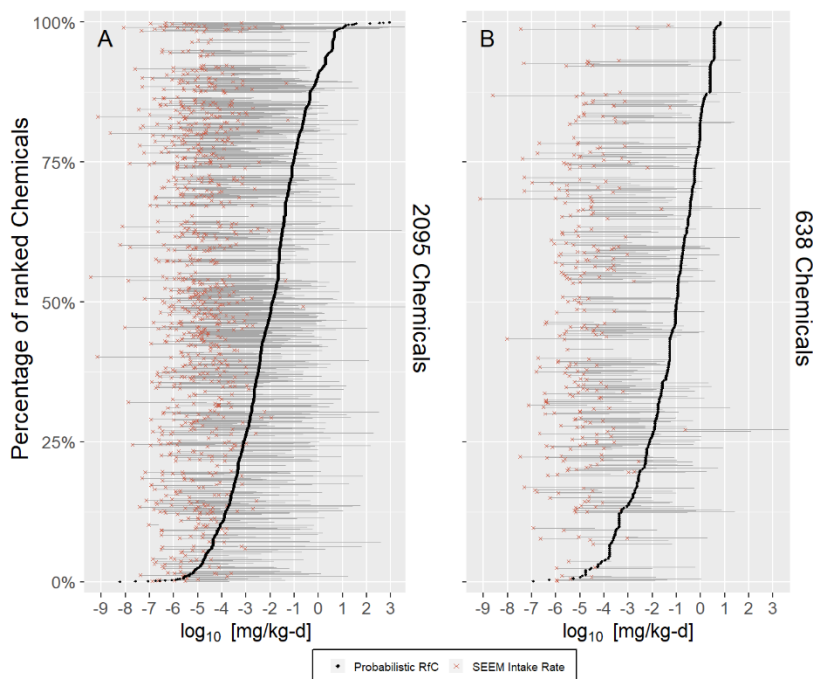 A
B
Percentage of ranked Chemicals
100%
75%
50%
25%
0%
-9 -8 -7 -6 -5 -4 -3 -2 -1 0 1 2 3
log10 [mg/kg-d]
2095 Chemicals
-9 -8 -7 -6 -5 -4 -3 -2 -1 0 1 2 3
log10 [mg/kg-d]
638 Chemicals
Probabilistic RfC SEEM Intake Rate